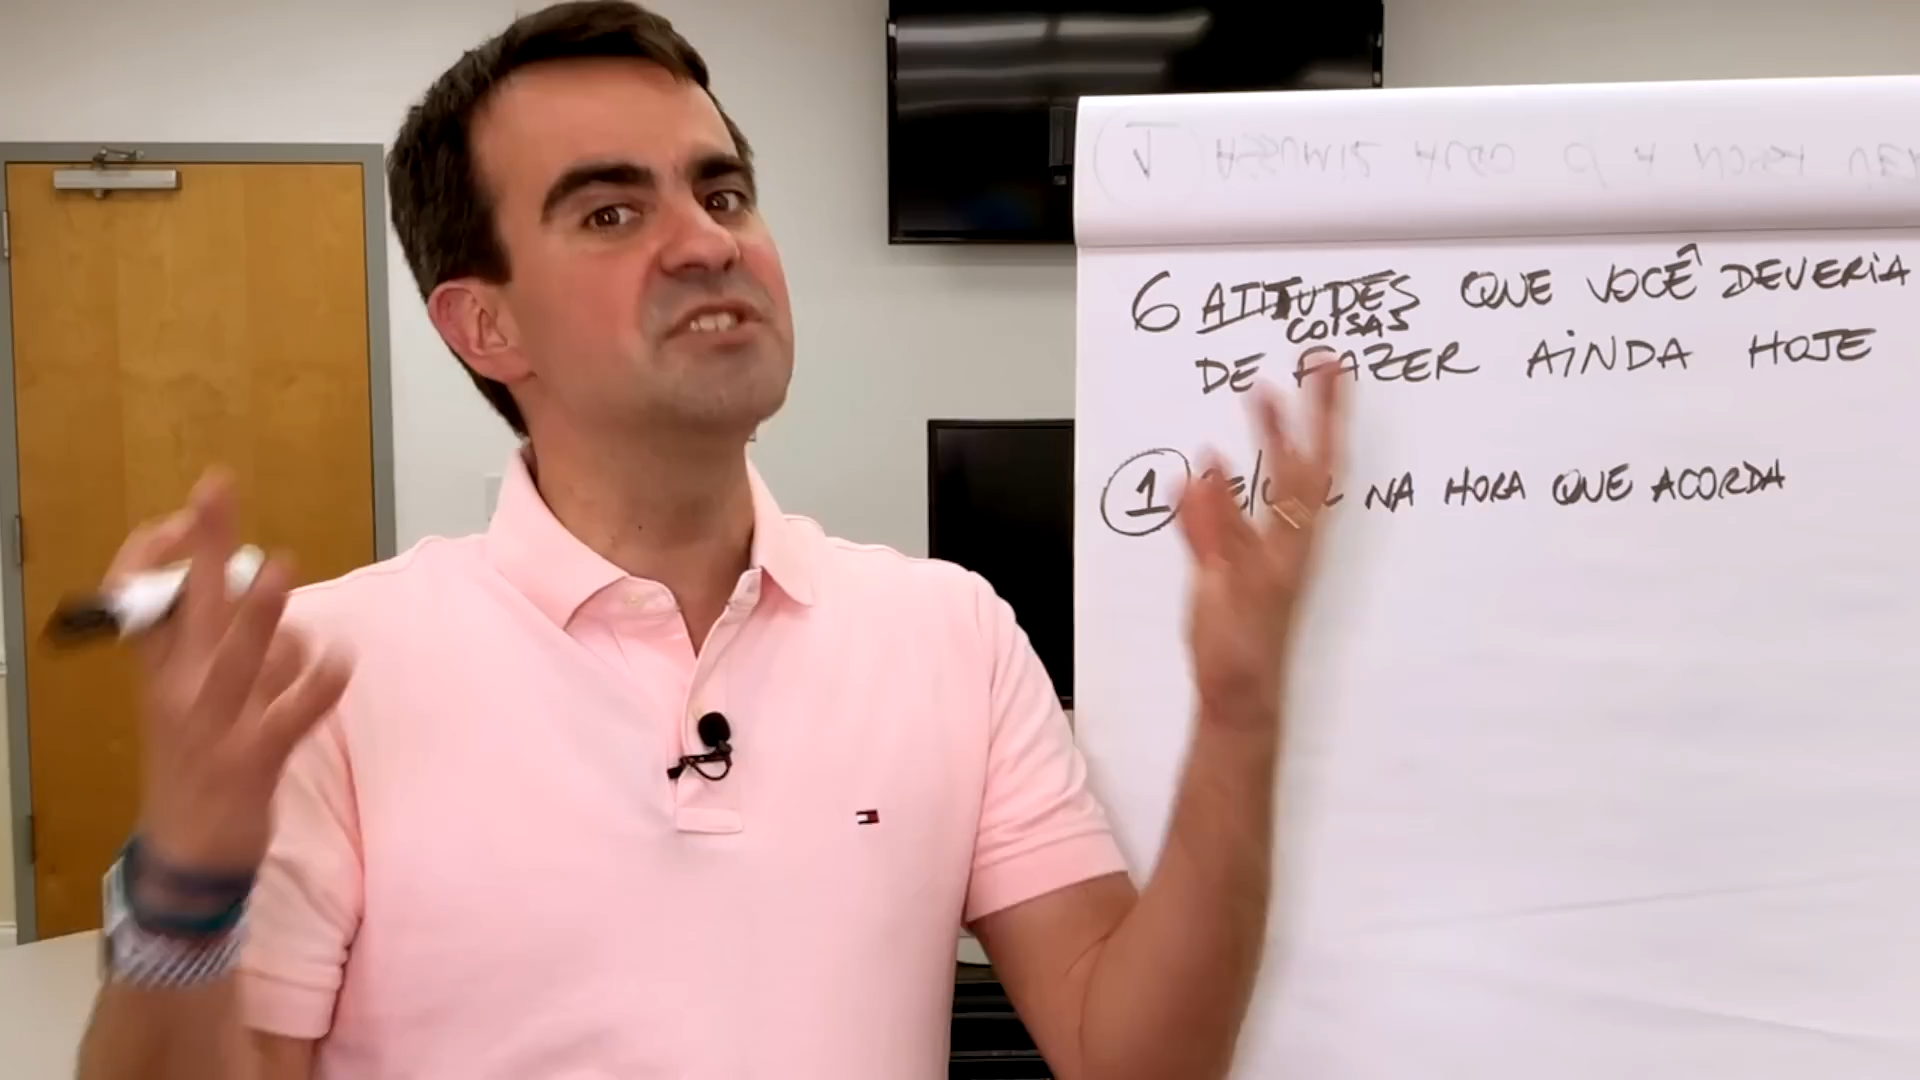 6 ATITUDES QUE VOCÊ DEVERIA
COISAS
DE FAZER AINDA HOJE
1 NA HORA QUE ACORDA